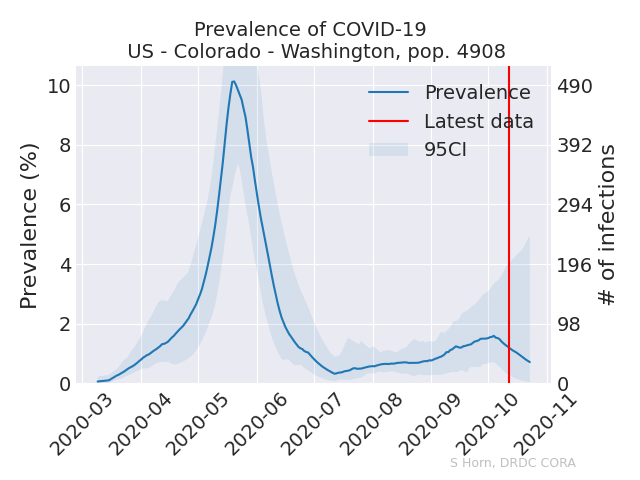 Prevalence of COVID-19
US - Colorado - Washington, pop. 4908
Prevalence
Latest data
95CI
Prevalence (%)
10
8
6
4
2
0
# of infections
490
392
294
196
98
0
2020-03
2020-04
2020-05
2020-06
2020-07
2020-08
2020-09
2020-10
2020-11
S Horn, DRDC CORA